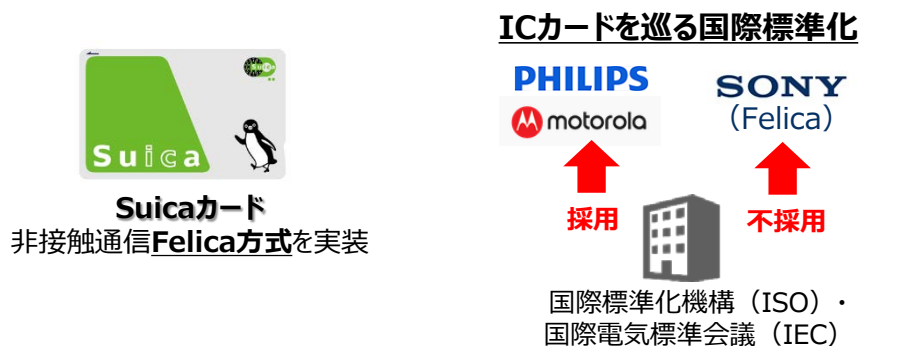 Suica
Suicaカード
非接触通信Felica方式を実装
ICカードを巡る国際標準化
PHILIPS
motorola
SONY
（Felica）
採用
不採用
国際標準化機構（ISO）・
国際電気標準会議（IEC）